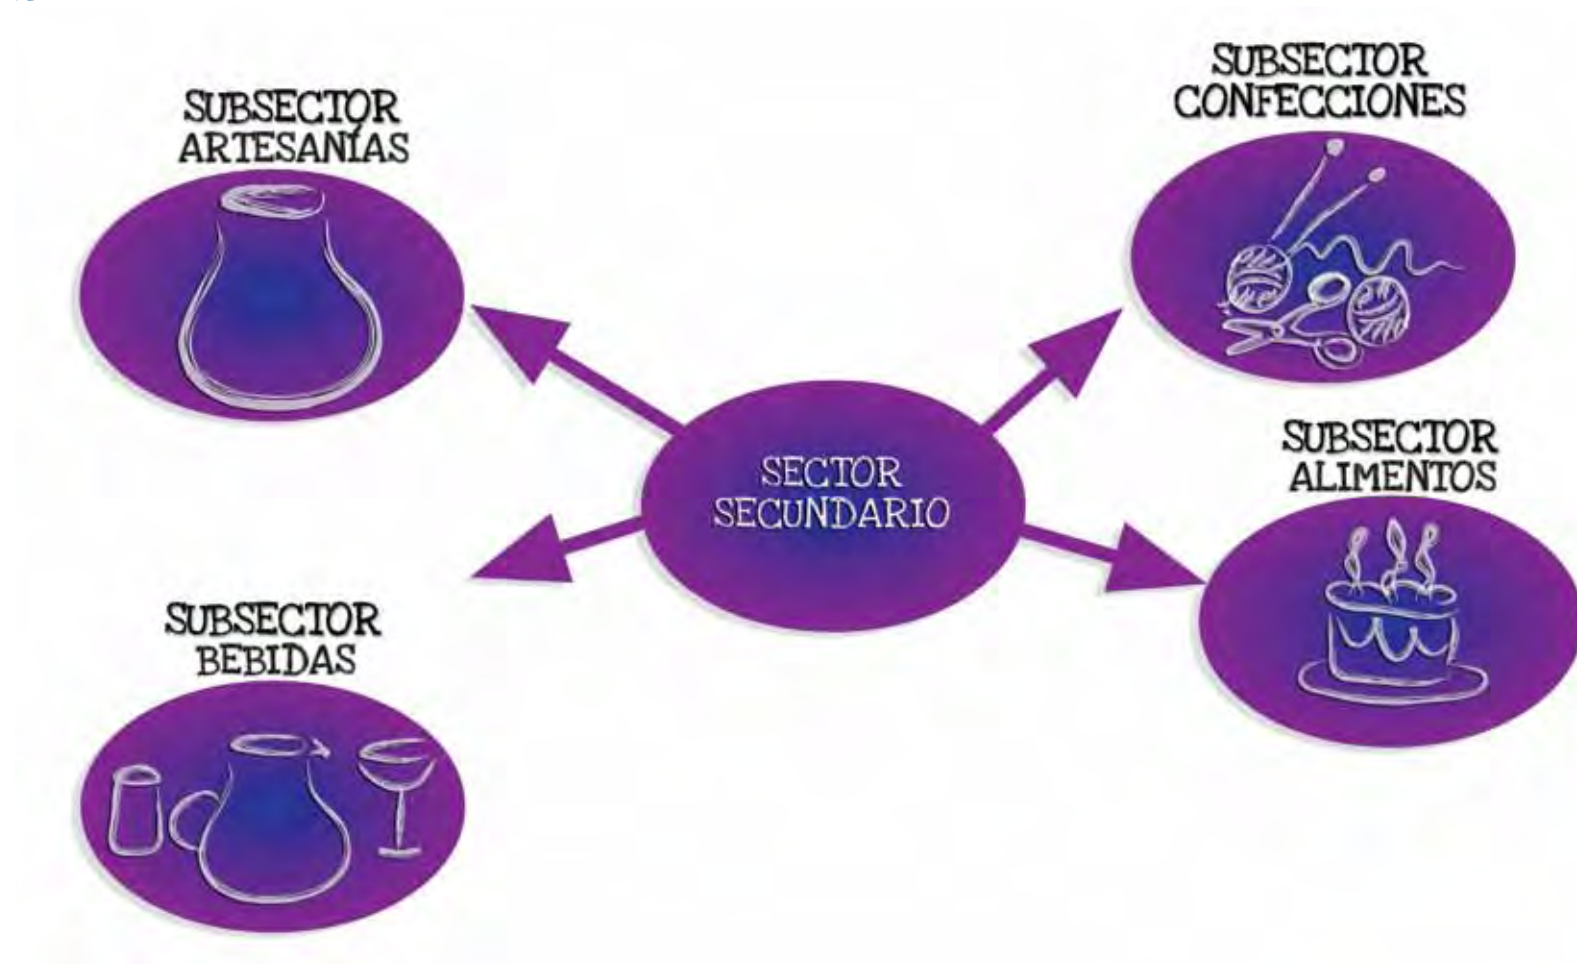 SUBSECTOR
ARTESANÍAS
SUBSECTOR
CONFECCIONES
SECTOR
SECUNDARIO
SUBSECTOR
ALIMENTOS
SUBSECTOR
BEBIDAS